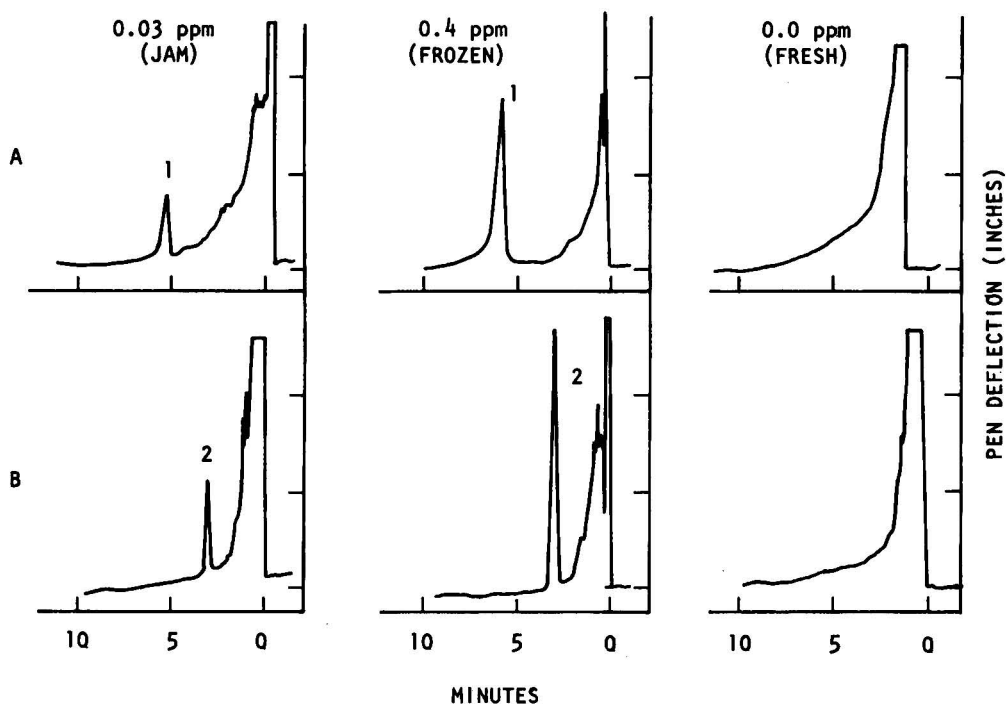 0.03 ppm
(JAM)
0.4 ppm
(FROZEN)
0.0 ppm
(FRESH)
A
1
1
B
2
2
10 5 0
10 5 0
10 5 0
MINUTES
PEN DEFLECTION (INCHES)